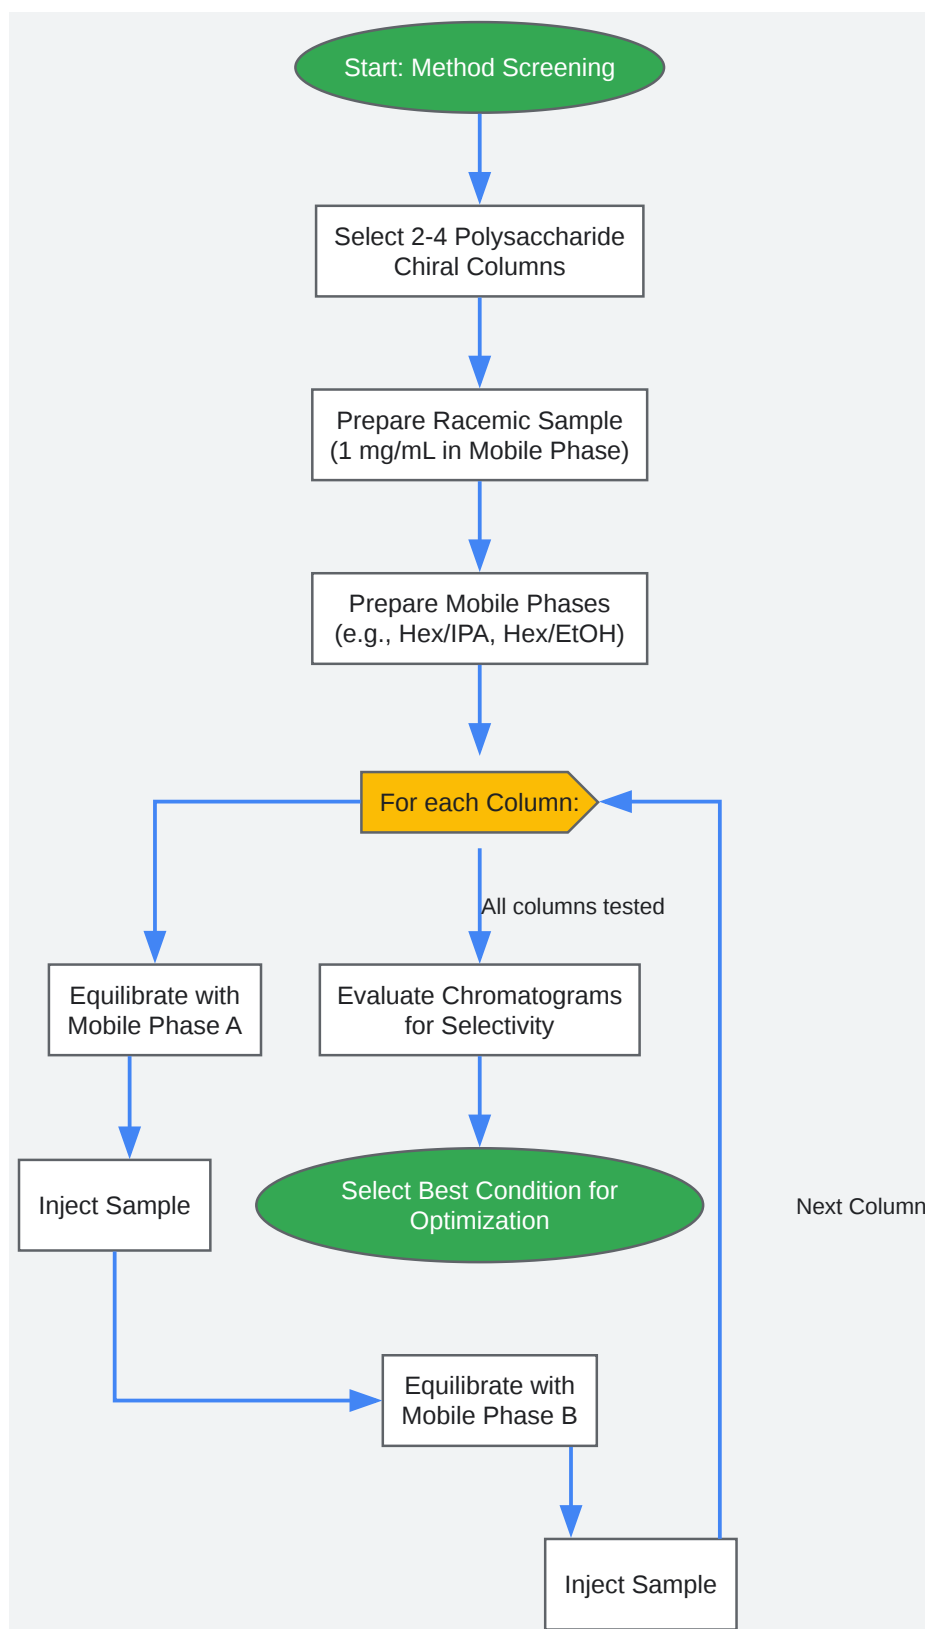 Start: Method Screening
Select 2-4 Polysaccharide
Chiral Columns
Prepare Racemic Sample
(1 mg/mL in Mobile Phase)
Prepare Mobile Phases
(e.g., Hex/IPA, Hex/EtOH)
For each Column:
All columns tested
Equilibrate with
Mobile Phase A
Evaluate Chromatograms
for Selectivity
Inject Sample
Select Best Condition for
Optimization
Next Column
Equilibrate with
Mobile Phase B
Inject Sample